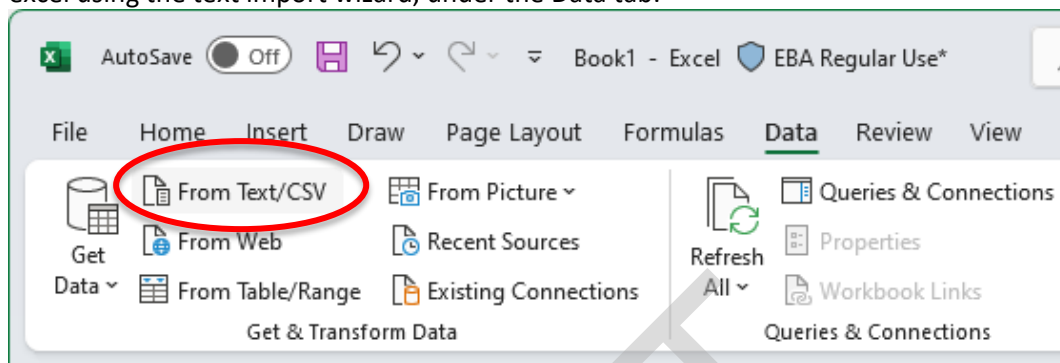 excel using the text import wizard, under the Data tab.
AutoSave Off Book1 - Excel EBA Regular Use*
File Home Insert Draw Page Layout Formulas Data Review View
From Text/CSV From Picture
From Web Recent Sources
Get Data
From Table/Range Existing Connections
Get & Transform Data
Refresh All
Queries & Connections
Properties
Workbook Links
Queries & Connections